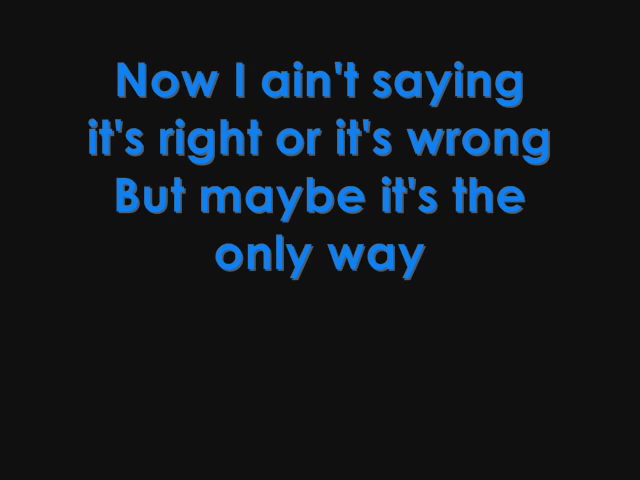 Now I ain't saying
it's right or it's wrong
But maybe it's the
only way